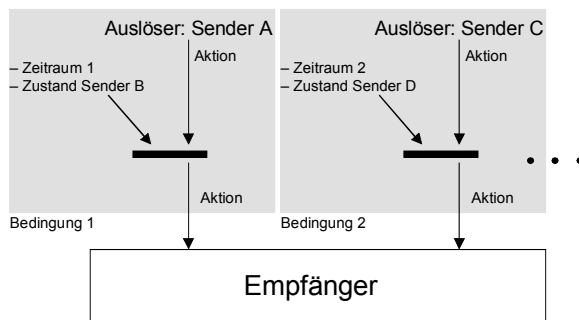 Auslöser: Sender A
Aktion
– Zeitraum 1
– Zustand Sender B
Aktion
Bedingung 1
Auslöser: Sender C
Aktion
– Zeitraum 2
– Zustand Sender D
Aktion
Bedingung 2
Empfänger